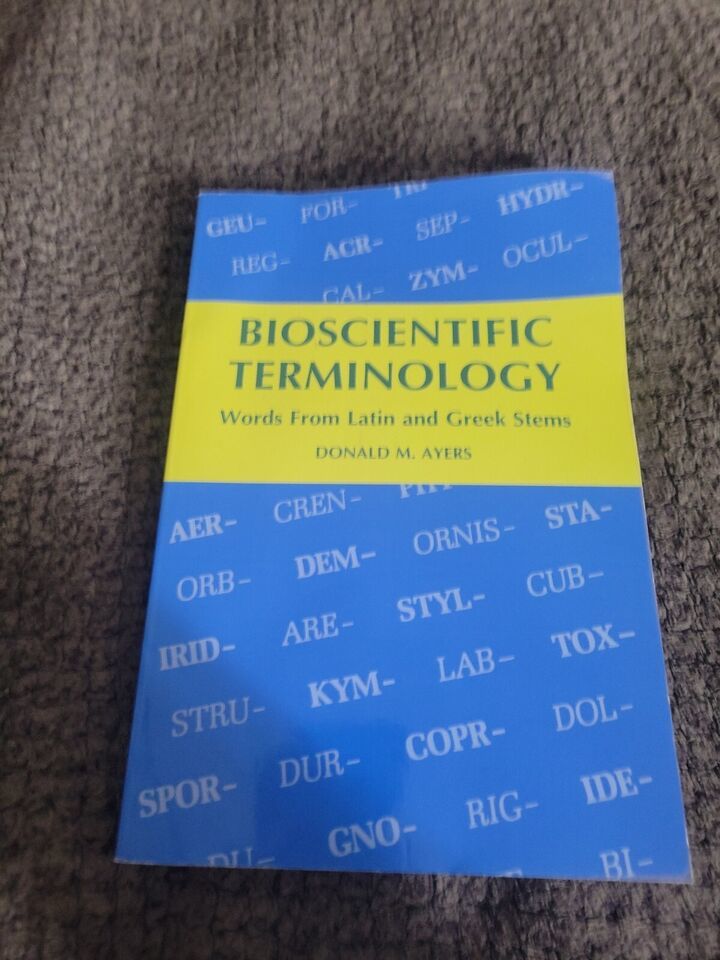 GEU- FOR-
HYDR-
REG- ACR- SEP- OCUL-
CAL- ZYM-
BIOSCIENTIFIC
TERMINOLOGY
Words From Latin and Greek Stems
DONALD M. AYERS
AER- CREN-
ORB- DEM- ORNIS- STA-
IRID- ARE- STYL- CUB-
STRU- KYM- LAB- TOX-
SPOR- DUR- COPR- DOL-
GNO- RIG- IDE-
BI-